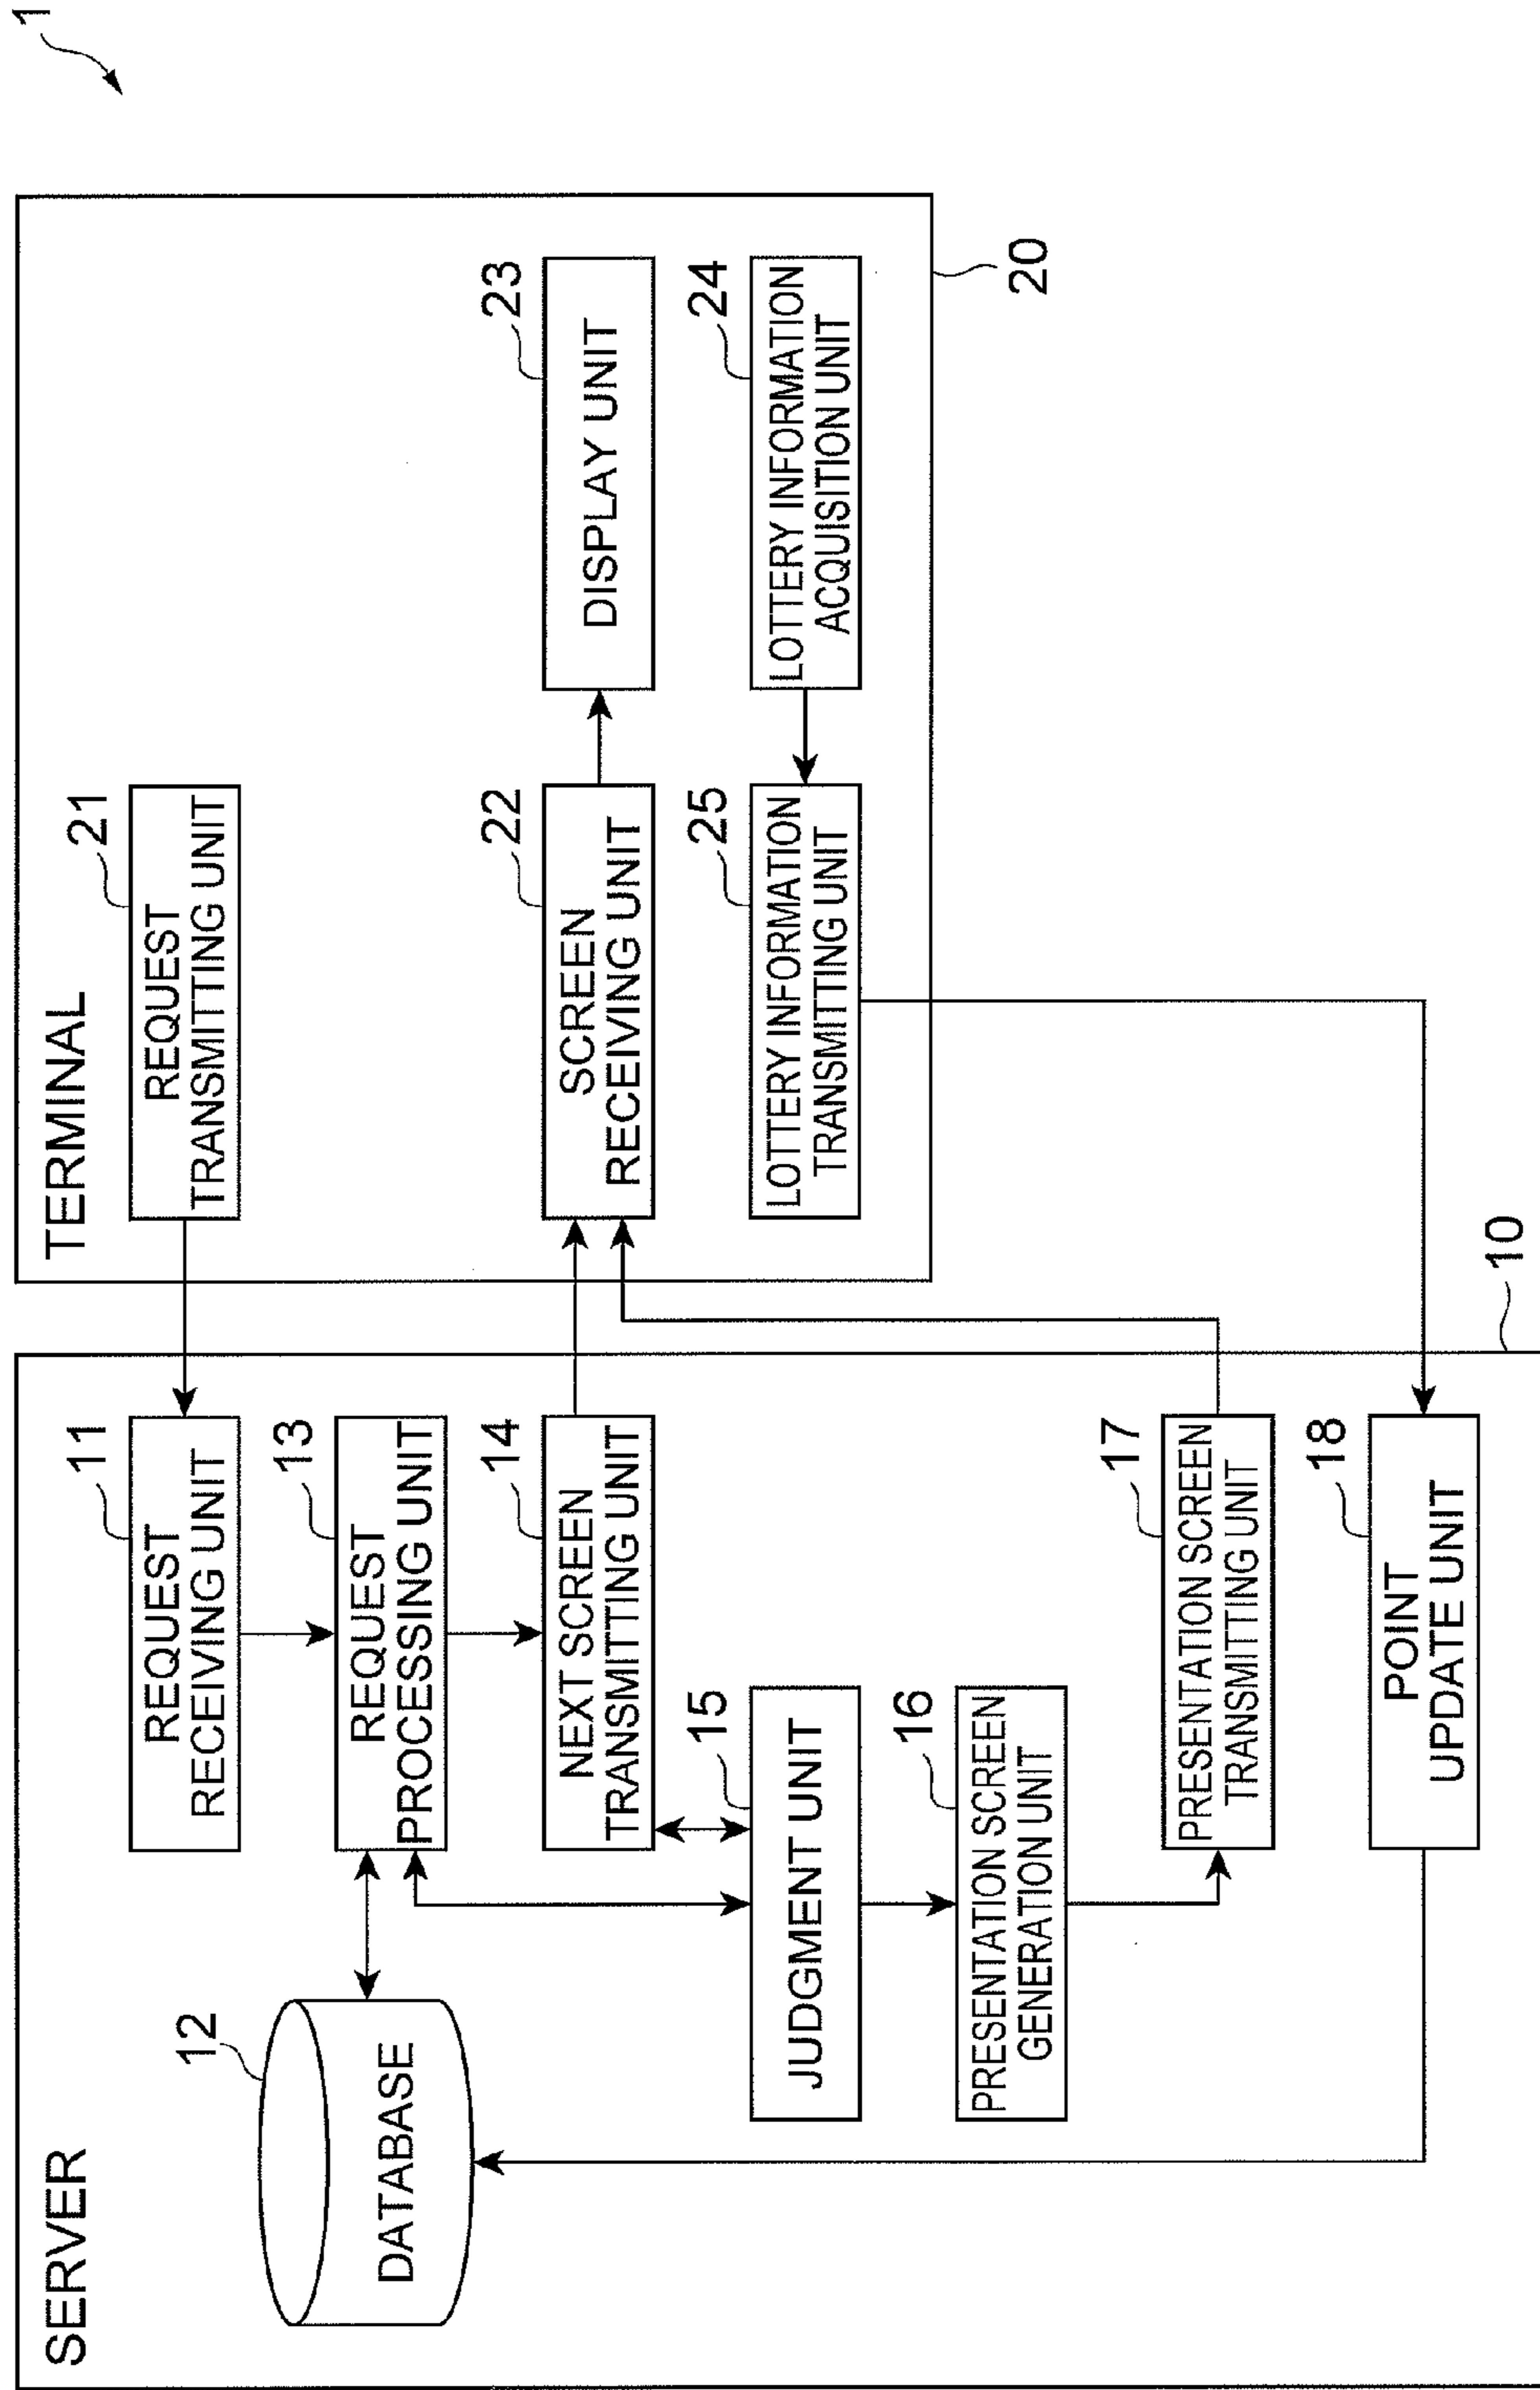 1
SERVER
10
REQUEST
RECEIVING UNIT
11
12
DATABASE
REQUEST
PROCESSING UNIT
13
NEXT SCREEN
TRANSMITTING UNIT
14
JUDGMENT UNIT
15
PRESENTATION SCREEN
GENERATION UNIT
16
PRESENTATION SCREEN
TRANSMITTING UNIT
17
POINT
UPDATE UNIT
18
TERMINAL
20
REQUEST
TRANSMITTING UNIT
21
SCREEN
RECEIVING UNIT
22
DISPLAY UNIT
23
LOTTERY INFORMATION
TRANSMITTING UNIT
25
LOTTERY INFORMATION
ACQUISITION UNIT
24